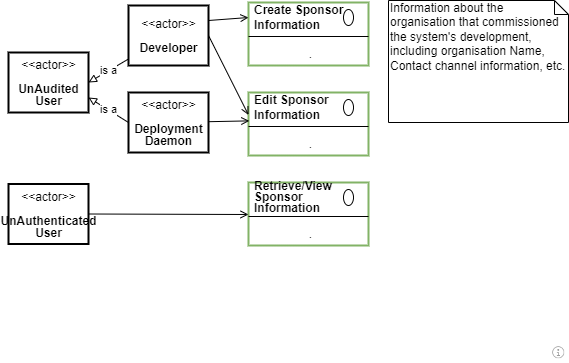 <<actor>>
Developer
Create Sponsor
Information
.
Information about the
organisation that commissioned
the system's development,
including organisation Name,
Contact channel information, etc.
<<actor>>
UnAudited
User
is a
is a
<<actor>>
Deployment
Daemon
Edit Sponsor
Information
.
<<actor>>
UnAuthenticated
User
Retrieve/View
Sponsor
Information
.